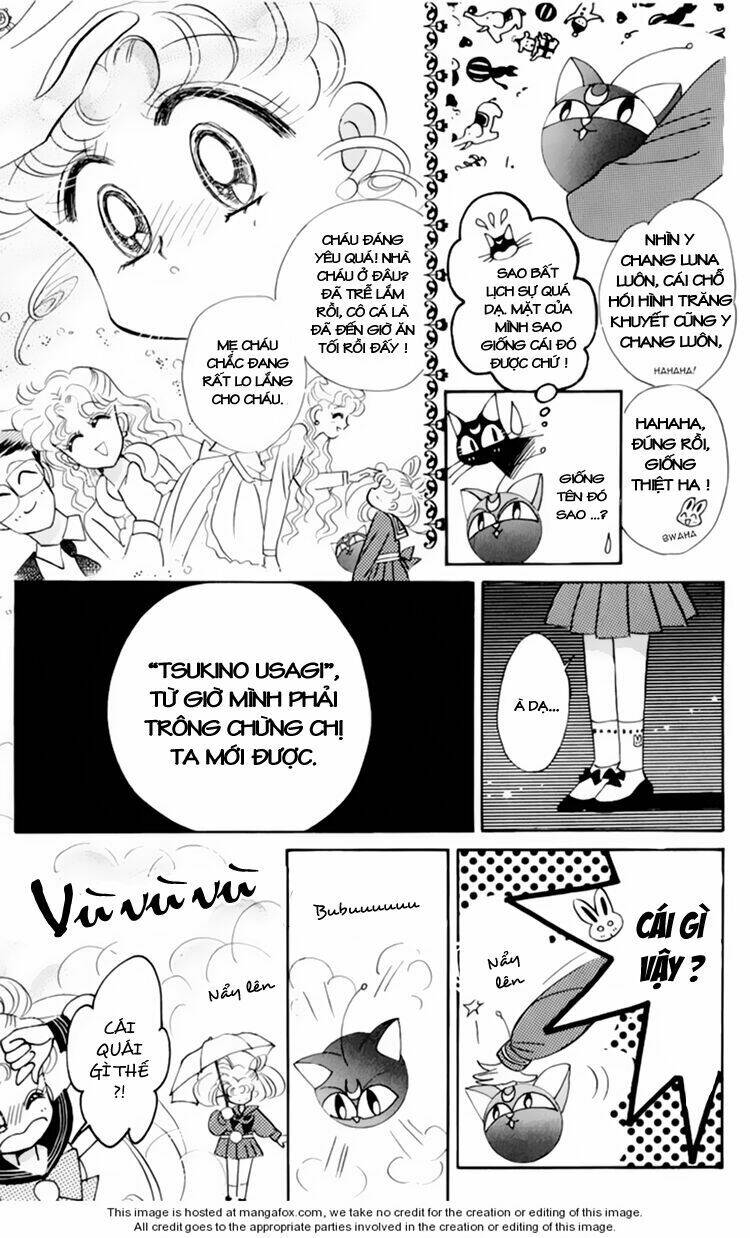 NHÌN Y
CHANG LUNA
LUÔN, CÁI CHỖ
HÓI HÌNH TRĂNG
KHUYẾT CŨNG Y
CHANG LUÔN,
HAHAHA!
HAHAHA,
ĐÚNG RỒI,
GIỐNG
THIỆT HA !
BWAHA
SAO BẤT
LỊCH SỰ QUÁ
DẠ. MẶT CỦA
MÌNH SAO
GIỐNG CÁI ĐÓ
ĐƯỢC CHỨ !
GIỐNG
TÊN ĐÓ
SAO ...?
CHÁU ĐÁNG
YÊU QUÁ! NHÀ
CHÁU Ở ĐÂU?
ĐÃ TRỄ LẮM
RỒI, CÔ CÁ LÀ
ĐÃ ĐẾN GIỜ ĂN
TỐI RỒI ĐẤY !
MẸ CHÁU
CHẮC ĐANG
RẤT LO LẮNG
CHO CHÁU.
À DẠ...
“TSUKINO USAGI”,
TỪ GIỜ MÌNH PHẢI
TRÔNG CHỪNG CHỊ
TA MỚI ĐƯỢC.
CÁI GÌ
VẬY ?
Nẩy
lên
Bubuuuuuu
Vù vù vù
Nẩy lên
CÁI
QUÁI
GÌ THẾ
?!
This image is hosted at mangafox.com, we take no credit for the creation or editing of this image.
All credit goes to the appropriate parties involved in the creation or editing of this image.